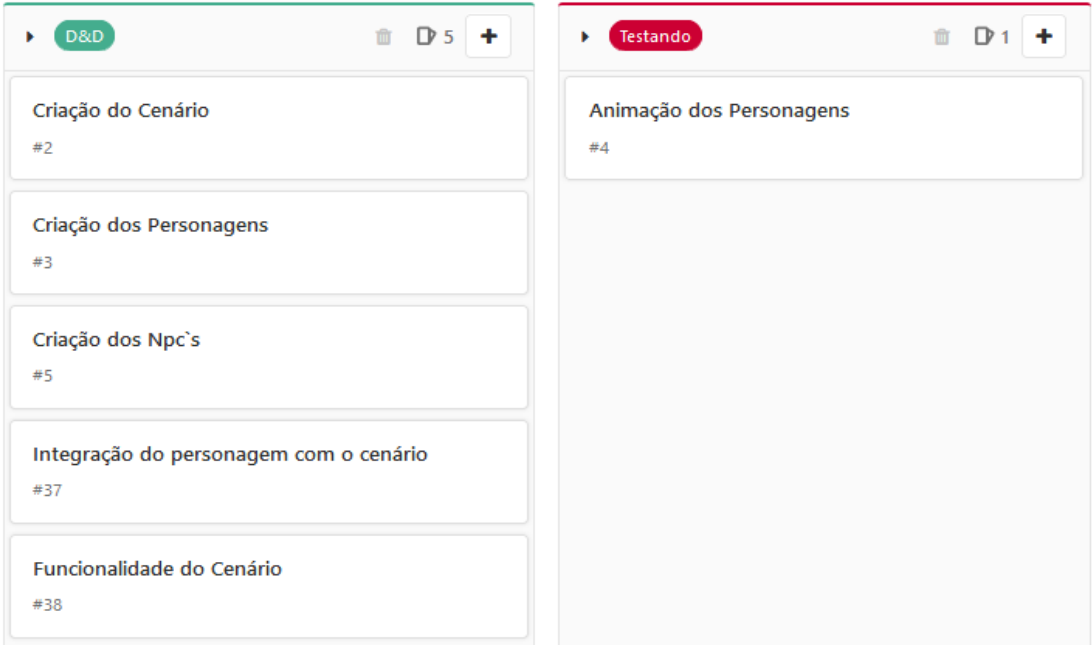 D&D
5
Criação do Cenário
#2
Criação dos Personagens
#3
Criação dos Npc`s
#5
Integração do personagem com o cenário
#37
Funcionalidade do Cenário
#38
Testando
1
Animação dos Personagens
#4